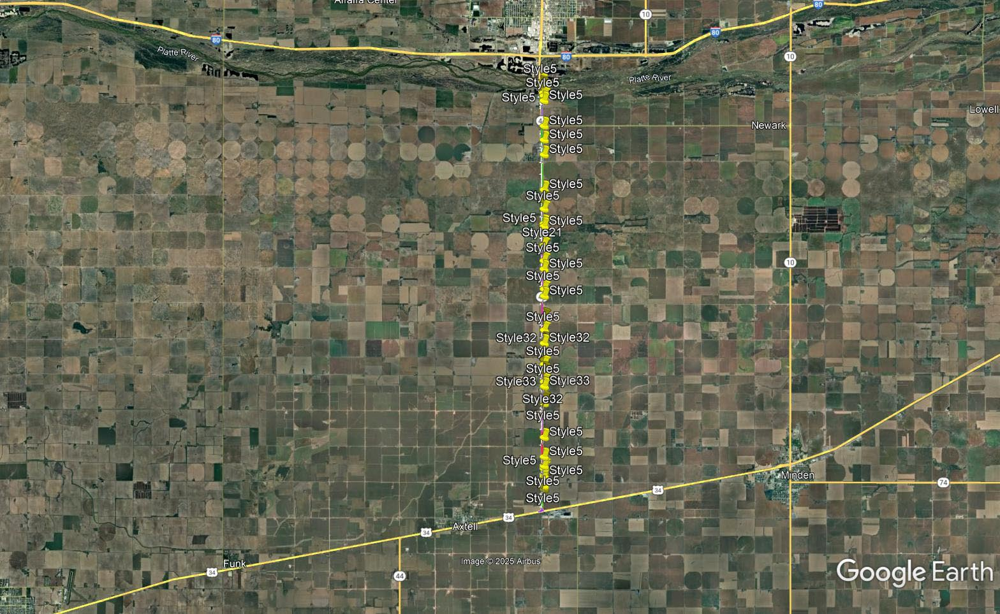 Alfalfa Center
80
10
80
80
Platte River
80
10
Style5
Platte River
Style5
Style5
Style5
Lowell
4
Style5
Newark
Style5
Style5
Style5
Style5
Style5
Style5
Style21
Style5
Style5
10
Style5
Style5
Style5
Style32
Style32
Style5
Style5
Style33
Style33
Style32
Style5
Style5
Style5
Style5
Style5
Minden
Style5
74
34
Style5
34
Axtell
34
Image © 2025 Airbus
Funk
34
44
Google Earth